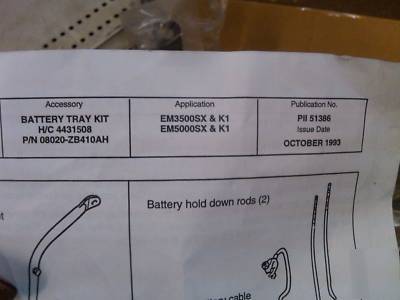 Accessory
BATTERY TRAY KIT
H/C 4431508
P/N 08020-ZB410AH
Application
EM3500SX & K1
EM5000SX & K1
Publication No.
PII 51386
Issue Date
OCTOBER 1993
Battery hold down rods (2)
cable